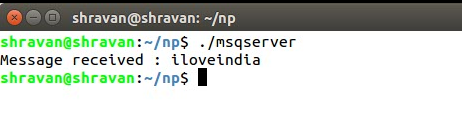 shravan@shravan: ~/np
shravan@shravan:~/np$ ./msqserver
Message received : iloveindia
shravan@shravan:~/np$